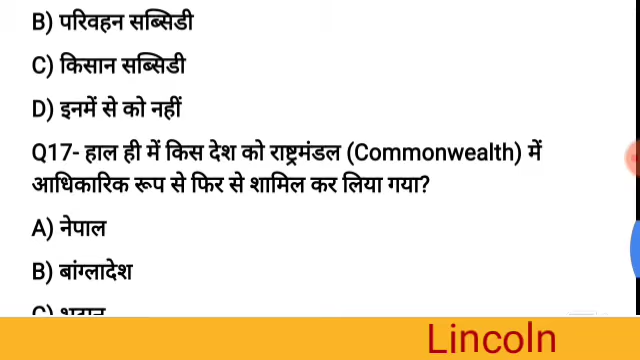 B) परिवहन सब्सिडी
C) किसान सब्सिडी
D) इनमें से को नहीं
Q17- हाल ही में किस देश को राष्ट्रमंडल (Commonwealth) में
आधिकारिक रूप से फिर से शामिल कर लिया गया?
A) नेपाल
B) बांग्लादेश
C)
Lincoln